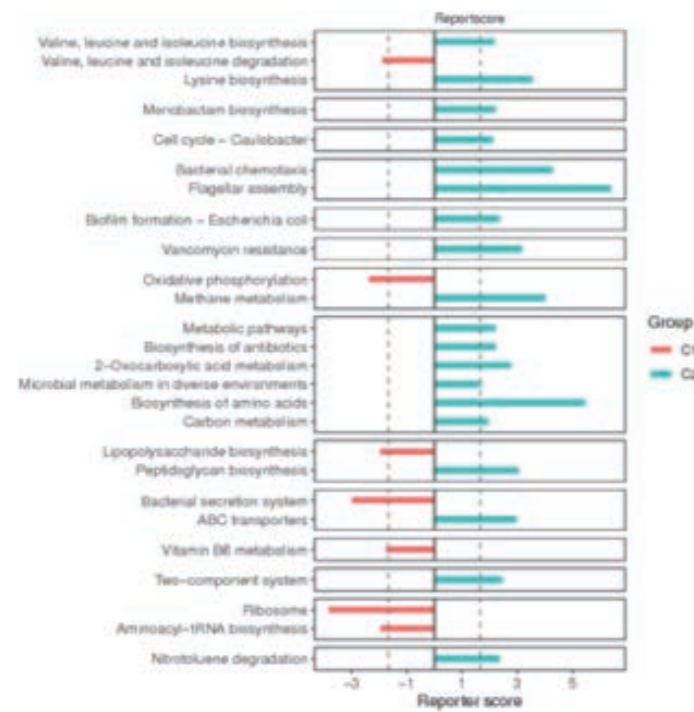 Reportscore
Valine, leucine and isoleucine biosynthesis
Valine, leucine and isoleucine degradation
Lysine biosynthesis
Monobactam biosynthesis
Cell cycle - Caulobacter
Bacterial chemotaxis
Flagellar assembly
Biofilm formation - Escherichia coli
Vancomycin resistance
Oxidative phosphorylation
Methane metabolism
Metabolic pathways
Biosynthesis of antibiotics
2-Oxocarboxylic acid metabolism
Microbial metabolism in diverse environments
Biosynthesis of amino acids
Carbon metabolism
Lipopolysaccharide biosynthesis
Peptidoglycan biosynthesis
Bacterial secretion system
ABC transporters
Vitamin B6 metabolism
Two-component system
Ribosome
Aminoacyl-tRNA biosynthesis
Nitrotoluene degradation
-3 -1 1 3 5
Reporter score
Group
C1
C2